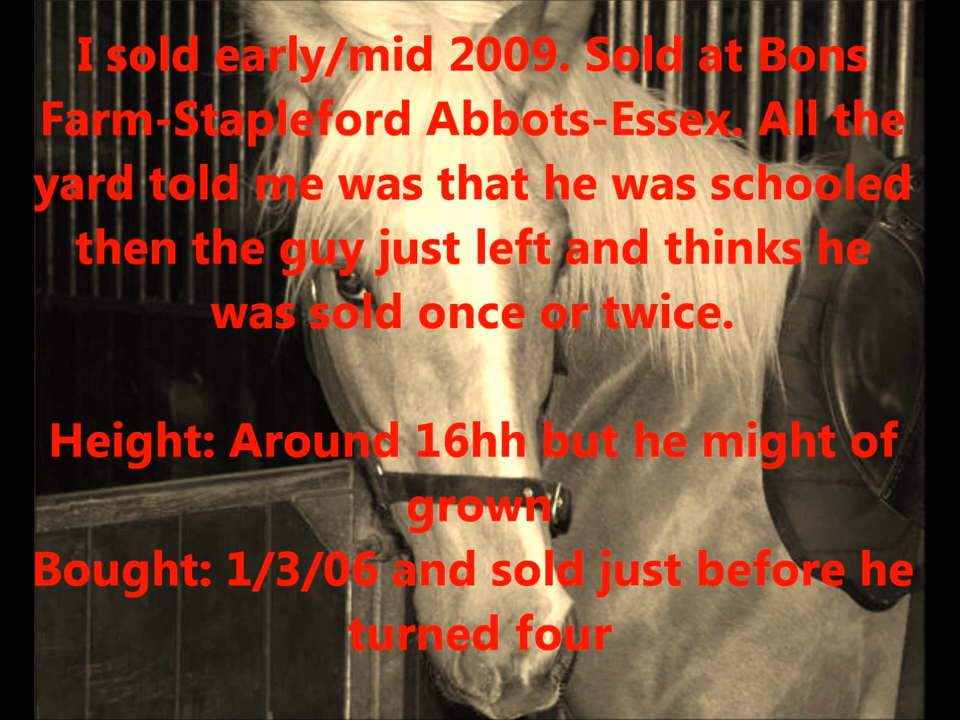 I sold early/mid 2009. Sold at Bons
Farm-Stapleford Abbots-Essex. All the
yard told me was that he was schooled
then the guy just left and thinks he
was sold once or twice.
Height: Around 16hh but he might of
grown
Bought: 1/3/06 and sold just before he
turned four